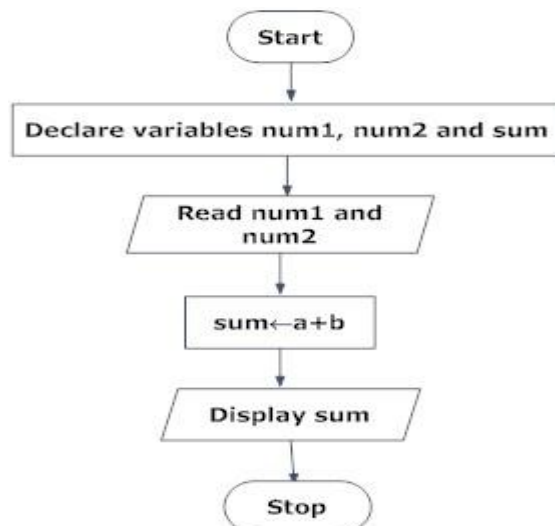 Start
Declare variables num1, num2 and sum
Read num1 and
num2
sum←a+b
Display sum
Stop